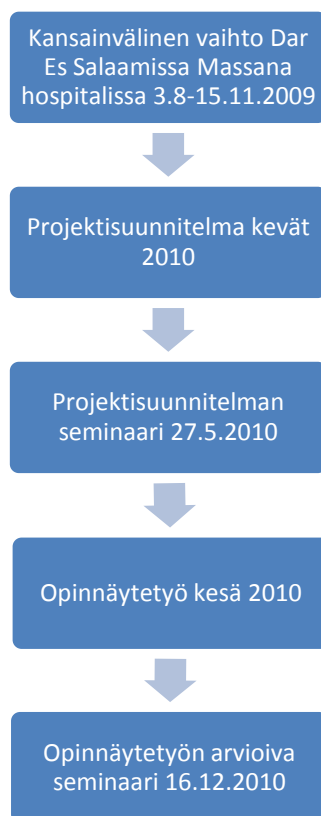 Kansainvälinen vaihto Dar
Es Salaamissa Massana
hospitalissa 3.8-15.11.2009
Projektisuunnitelma kevät
2010
Projektisuunnitelman
seminaari 27.5.2010
Opinnäytetyö kesä 2010
Opinnäytetyön arvioiva
seminaari 16.12.2010